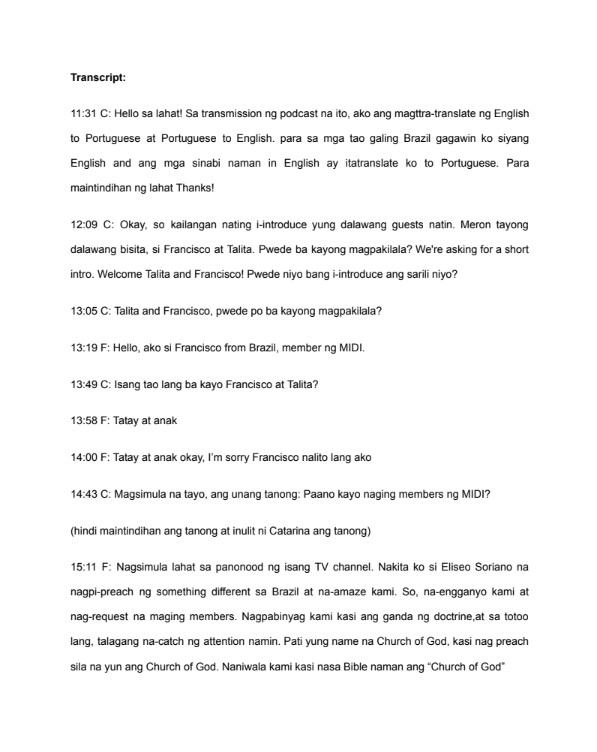 Transcript:
11:31 C: Hello sa lahat! Sa transmission ng podcast na ito, ako ang magttra-translate ng English
to Portuguese at Portuguese to English. para sa mga tao galing Brazil gagawin ko siyang
English and ang mga sinabi naman in English ay itatranslate ko to Portuguese. Para
maintindihan ng lahat Thanks!
12:09 C: Okay, so kailangan nating i-introduce yung dalawang guests natin. Meron tayong
dalawang bisita, si Francisco at Talita. Pwede ba kayong magpakilala? We're asking for a short
intro. Welcome Talita and Francisco! Pwede niyo bang i-introduce ang sarili niyo?
13:05 C: Talita and Francisco, pwede po ba kayong magpakilala?
13:19 F: Hello, ako si Francisco from Brazil, member ng MIDI.
13:49 C: Isang tao lang ba kayo Francisco at Talita?
13:58 F: Tatay at anak
14:00 F: Tatay at anak okay, I’m sorry Francisco nalito lang ako
14:43 C: Magsimula na tayo, ang unang tanong: Paano kayo naging members ng MIDI?
(hindi maintindihan ang tanong at inulit ni Catarina ang tanong)
15:11 F: Nagsimula lahat sa panonood ng isang TV channel. Nakita ko si Eliseo Soriano na
nagpi-preach ng something different sa Brazil at na-amaze kami. So, na-engganyo kami at
nag-request na maging members. Nagpabinyag kami kasi ang ganda ng doctrine,at sa totoo
lang, talagang na-catch ng attention namin. Pati yung name na Church of God, kasi nag preach
sila na yun ang Church of God. Naniwala kami kasi nasa Bible naman ang “Church of God”